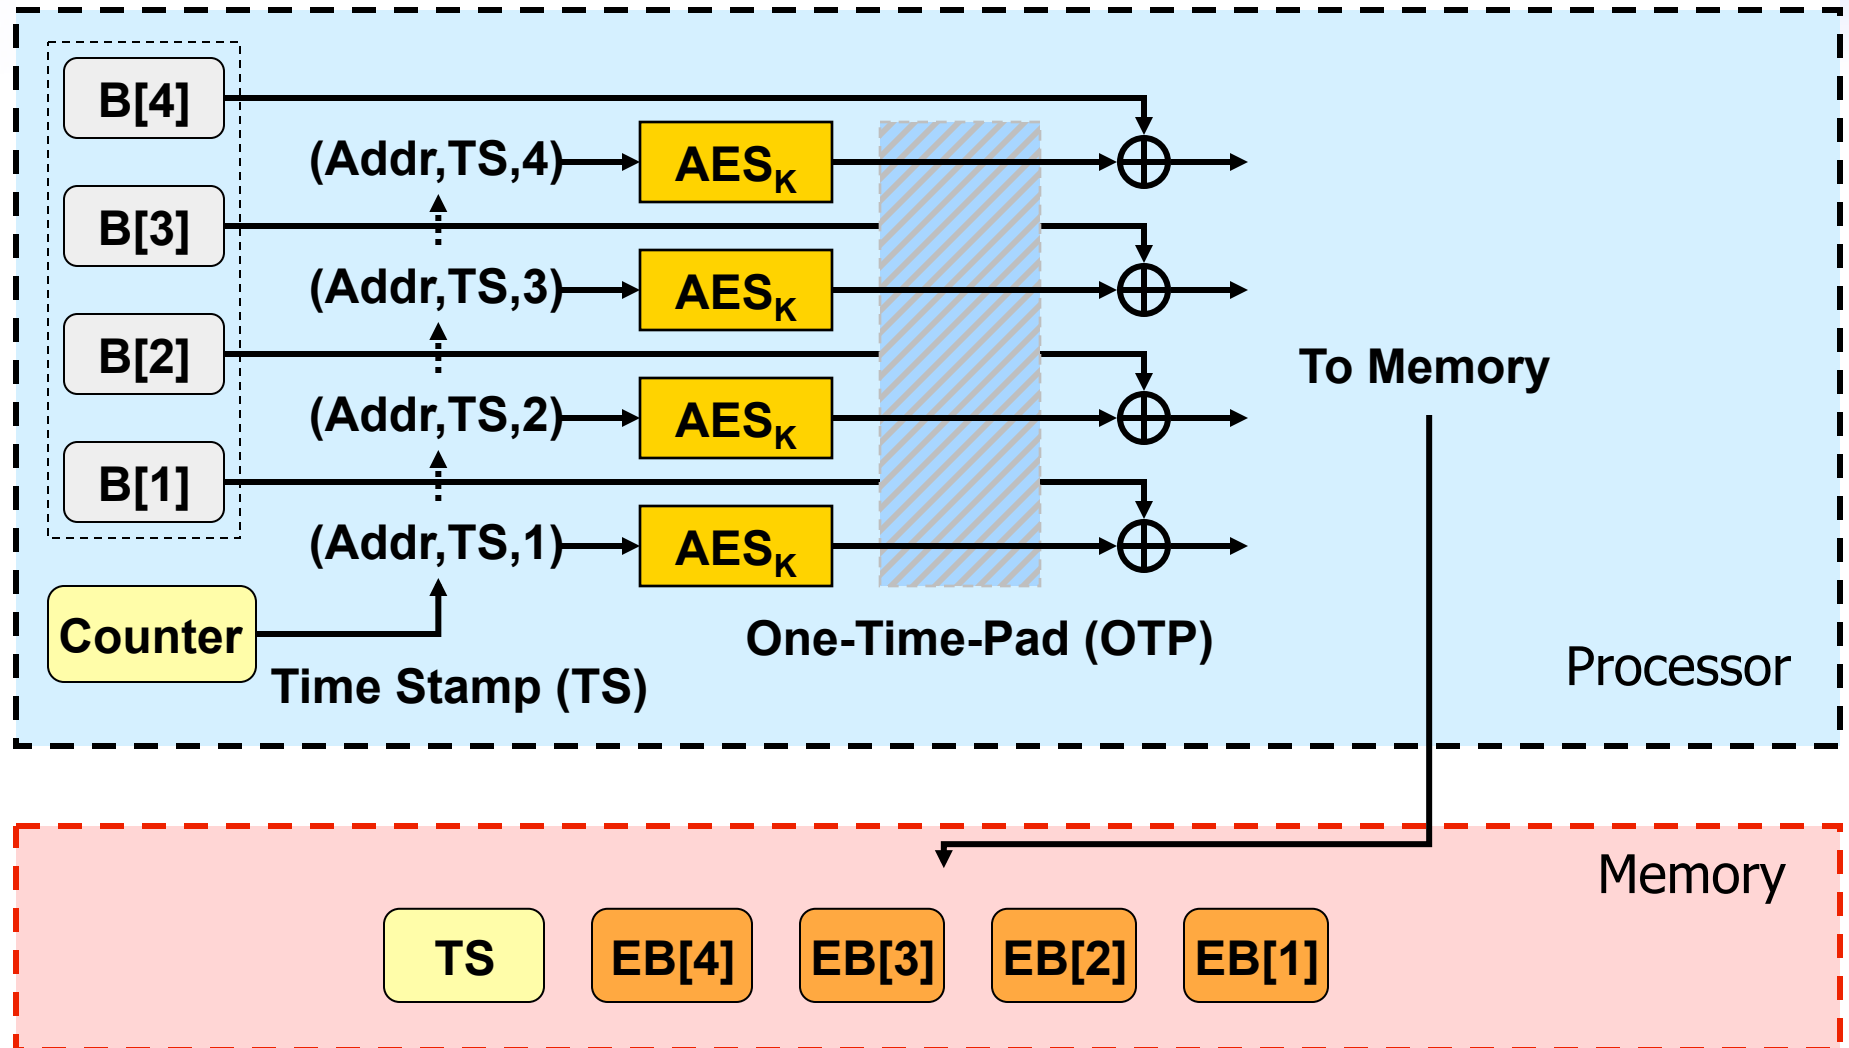 B[4]
(Addr,TS,4)
AESK
B[3]
(Addr,TS,3)
AESK
B[2]
To Memory
(Addr,TS,2)
AESK
B[1]
(Addr,TS,1)
AESK
Counter
One-Time-Pad (OTP)
Processor
Time Stamp (TS)
Memory
TS
EB[4]
EB[3]
EB[2]
EB[1]